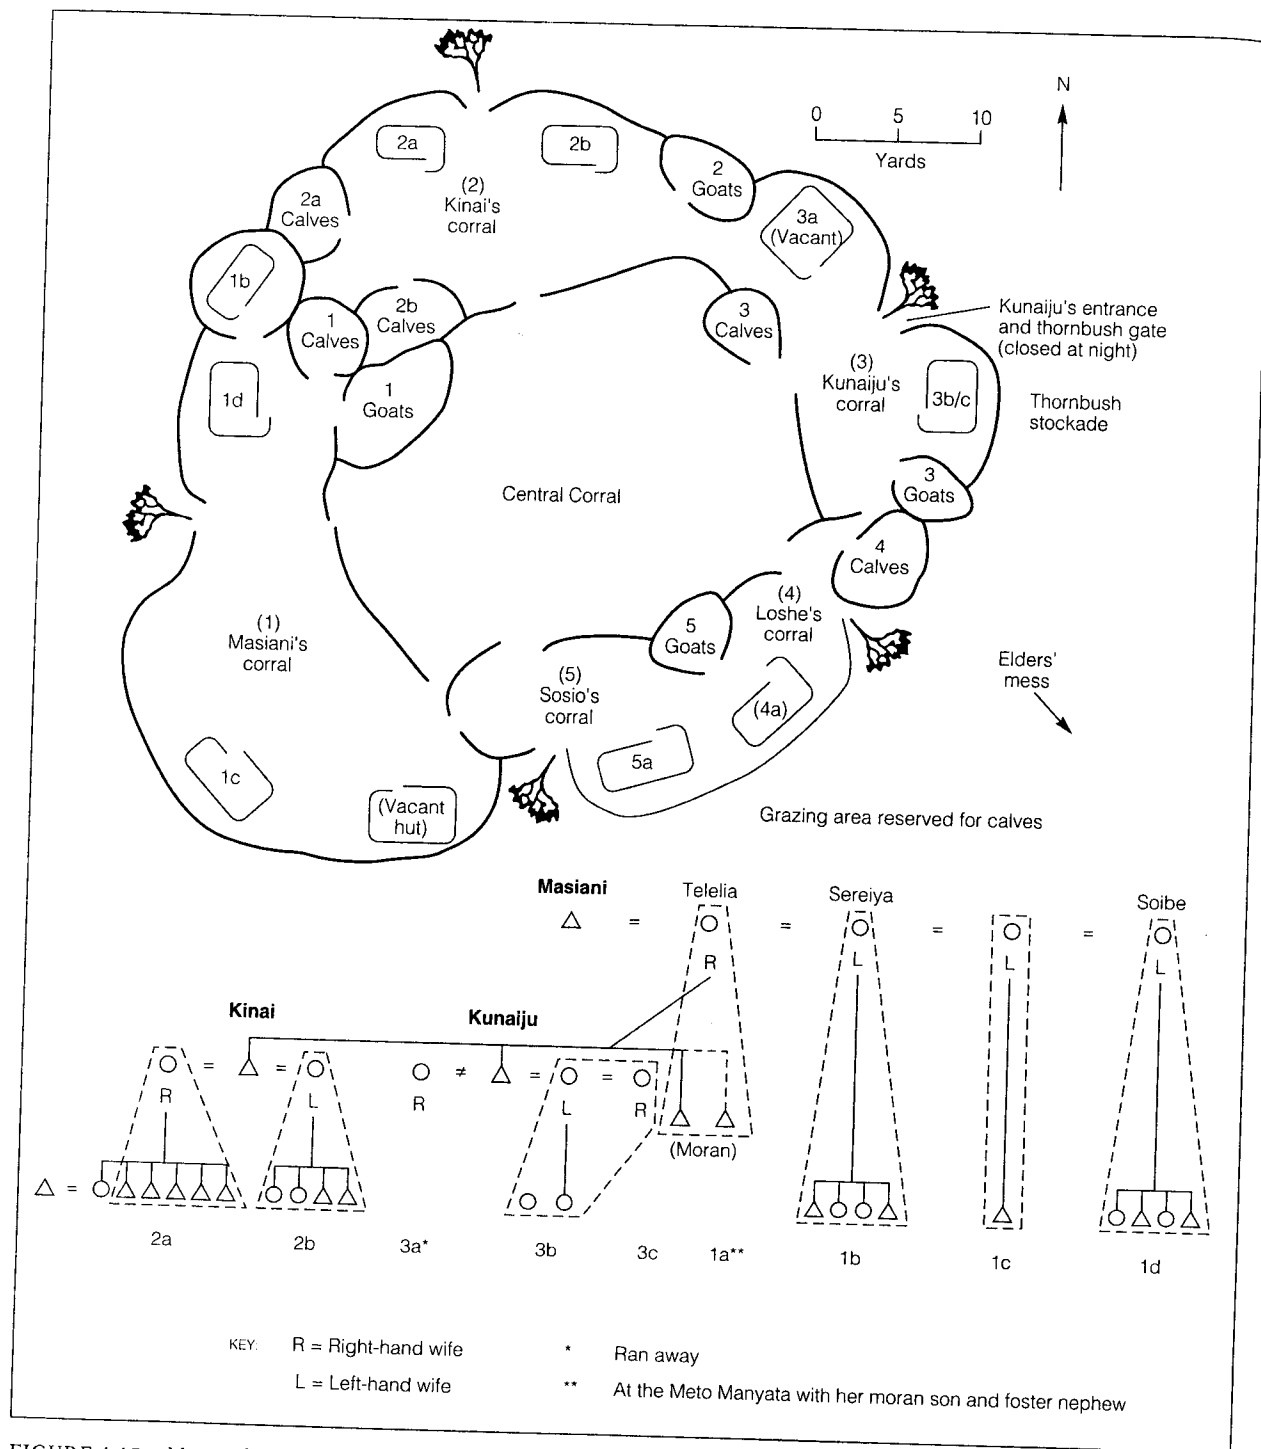 N
0 5 10
Yards
2a
2b
(2)
Kinai's
corral
2
Goats
2a
Calves
3a
(Vacant)
1b
1
Calves
2b
Calves
3
Calves
Kunaiju's entrance
and thornbush gate
(closed at night)
(3)
Kunaiju's
corral
1d
1
Goats
3b/c
Thornbush
stockade
3
Goats
Central Corral
4
Calves
(1)
Masiani's
corral
5
Goats
(4)
Loshe's
corral
(5)
Sosio's
corral
Elders'
mess
(4a)
5a
1c
(Vacant
hut)
Grazing area reserved for calves
Masiani Telelia Sereiya Soibe
= = = =
R L L L
Kinai Kunaiju
= = ≠ = =
R L R L R
(Moran)
=
2a 2b 3a* 3b 3c 1a** 1b 1c 1d
KEY: R = Right-hand wife * Ran away
L = Left-hand wife ** At the Meto Manyata with her moran son and foster nephew